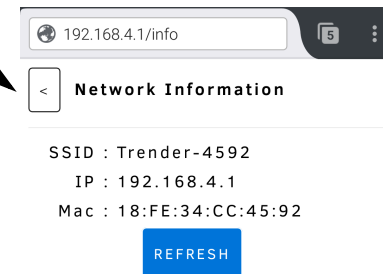 192.168.4.1/info
5
< Network Information
SSID : Trender-4592
IP : 192.168.4.1
Mac : 18:FE:34:CC:45:92
REFRESH